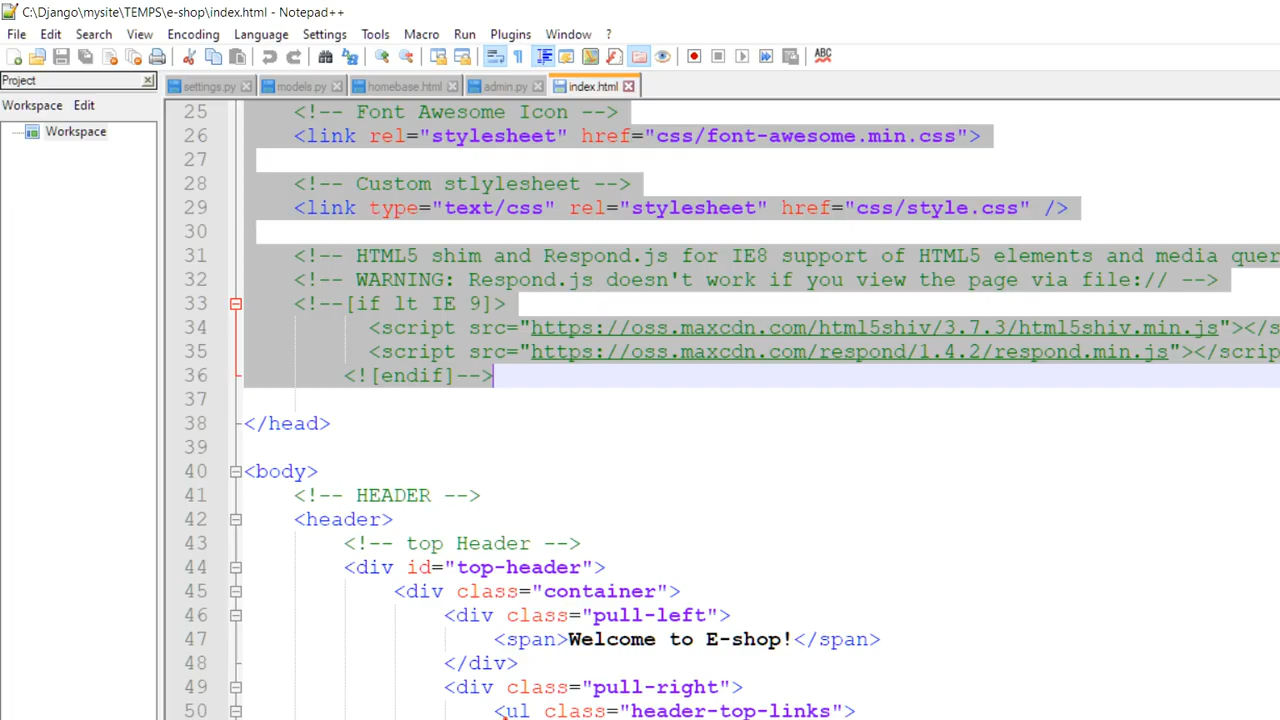 C:\Django\mysite\TEMPS\e-shop\index.html - Notepad++
File Edit Search View Encoding Language Settings Tools Macro Run Plugins Window ?
ABC
Project
settings.py models.py homebase.html admin.py index.html
Workspace Edit
Workspace
25 <!-- Font Awesome Icon -->
26 <link rel="stylesheet" href="css/font-awesome.min.css">
27
28 <!-- Custom stlylesheet -->
29 <link type="text/css" rel="stylesheet" href="css/style.css" />
30
31 <!-- HTML5 shim and Respond.js for IE8 support of HTML5 elements and media quer
32 <!-- WARNING: Respond.js doesn't work if you view the page via file:// -->
33 <!--[if lt IE 9]>
34 <script src="https://oss.maxcdn.com/html5shiv/3.7.3/html5shiv.min.js"></s
35 <script src="https://oss.maxcdn.com/respond/1.4.2/respond.min.js"></scrip
36 <![endif]-->
37
38 </head>
39
40 <body>
41 <!-- HEADER -->
42 <header>
43 <!-- top Header -->
44 <div id="top-header">
45 <div class="container">
46 <div class="pull-left">
47 <span>Welcome to E-shop!</span>
48 </div>
49 <div class="pull-right">
50 <ul class="header-top-links">